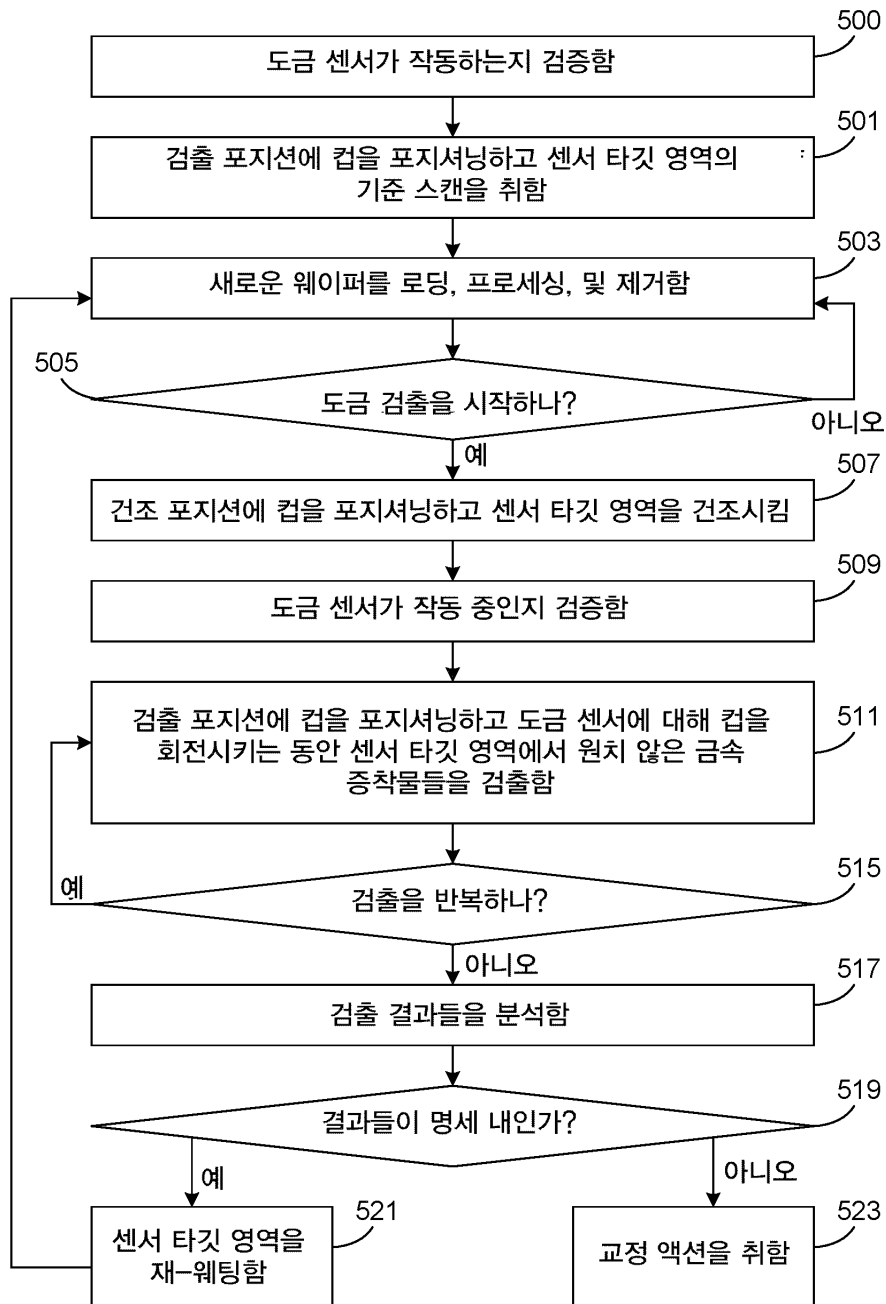 500
도금 센서가 작동하는지 검증함
501
검출 포지션에 컵을 포지셔닝하고 센서 타깃 영역의
기준 스캔을 취함
503
새로운 웨이퍼를 로딩, 프로세싱, 및 제거함
505
도금 검출을 시작하나?
아니오
예
507
건조 포지션에 컵을 포지셔닝하고 센서 타깃 영역을 건조시킴
509
도금 센서가 작동 중인지 검증함
검출 포지션에 컵을 포지셔닝하고 도금 센서에 대해 컵을
511
회전시키는 동안 센서 타깃 영역에서 원치 않은 금속
증착물들을 검출함
예
검출을 반복하나?
515
아니오
517
검출 결과들을 분석함
519
결과들이 명세 내인가?
예
아니오
521
523
센서 타깃 영역을
재-웨팅함
교정 액션을 취함